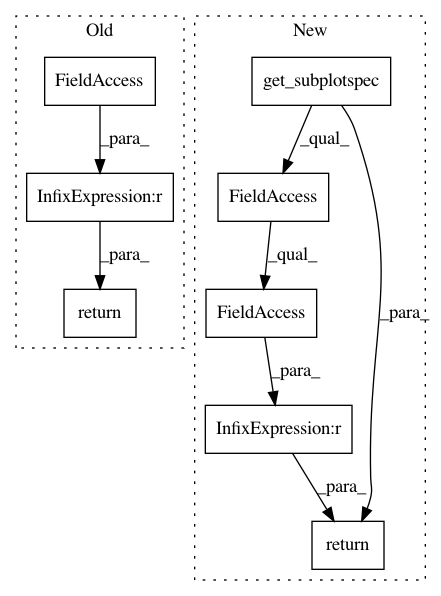 Old
FieldAccess
_para_
InfixExpression:r
_para_
return
New
get_subplotspec
_qual_
FieldAccess
_qual_
FieldAccess
_para_
_para_
InfixExpression:r
_para_
return